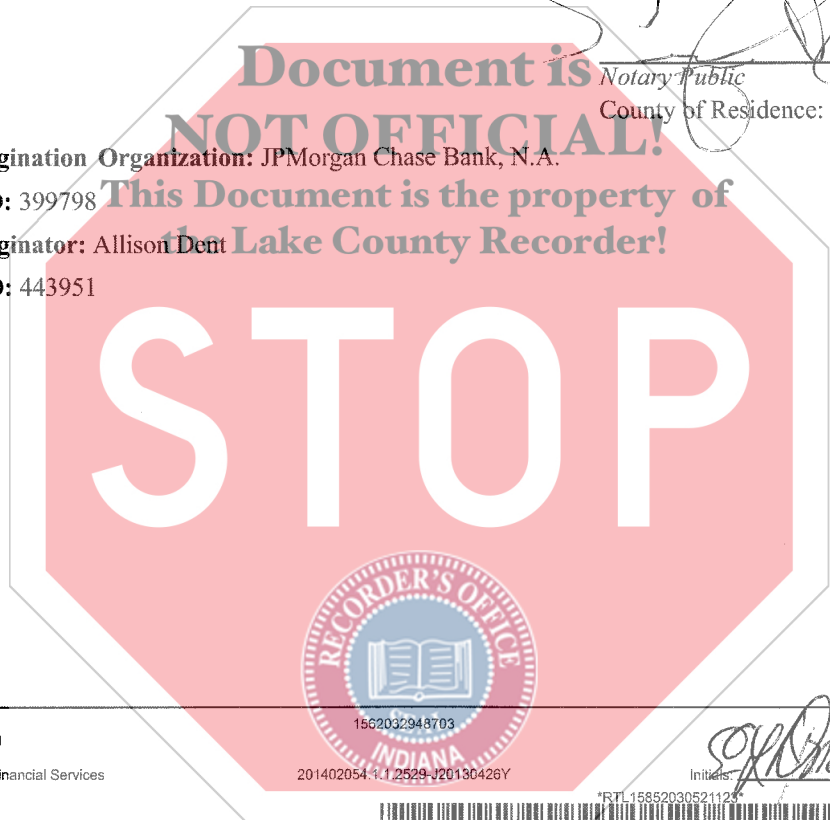 Document is
Notary Public
NOT OFFICIAL!
County of Residence:
gination Organization: JPMorgan Chase Bank, N.A.
This Document is the property of
D: 399798
the Lake County Recorder!
ginator: Allison Dent
D: 443951
STOP
RECORDER'S OFFICE
SEAL
INDIANA
1562032948703
inancial Services
201402054.1.1.2529-J20130426Y
Initials:
*RTL15852030521123*